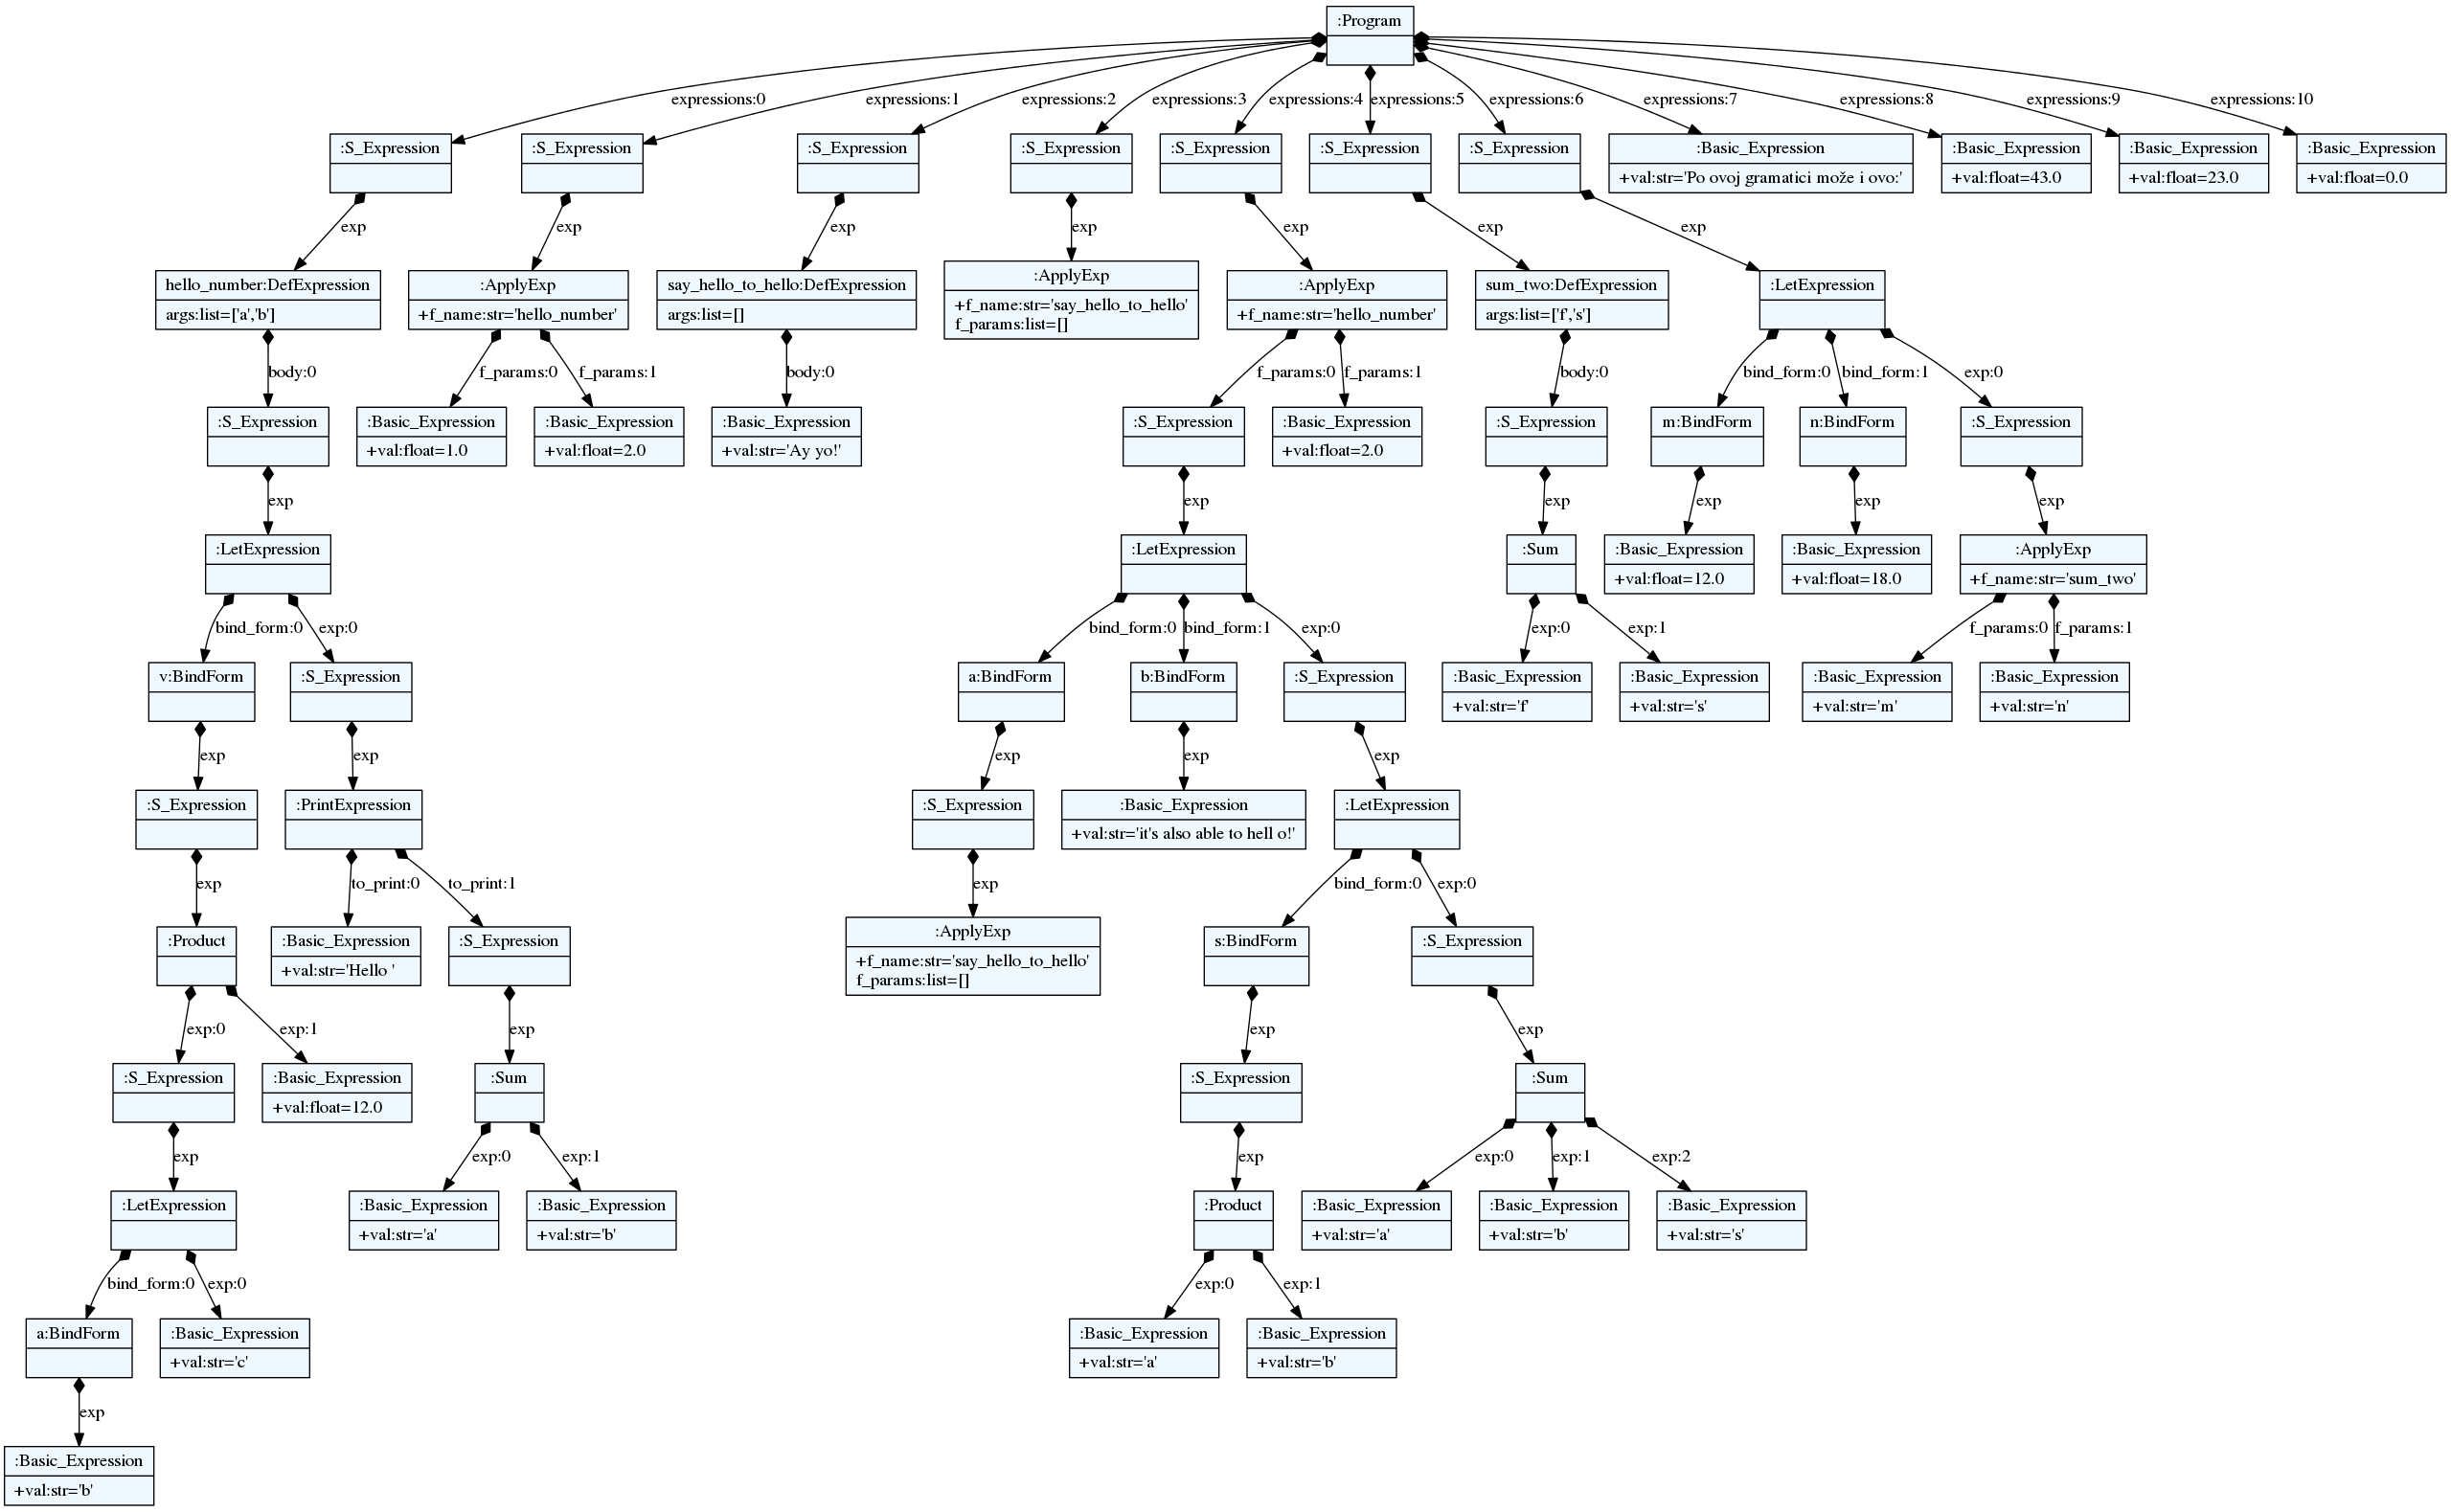 :Program
expressions:0
expressions:1
expressions:2
expressions:3
expressions:4
expressions:5
expressions:6
expressions:7
expressions:8
expressions:9
expressions:10
:S_Expression
:S_Expression
:S_Expression
:S_Expression
:S_Expression
:S_Expression
:S_Expression
:Basic_Expression
+val:str='Po ovoj gramatici može i ovo:'
:Basic_Expression
+val:float=43.0
:Basic_Expression
+val:float=23.0
:Basic_Expression
+val:float=0.0
exp
exp
exp
exp
exp
exp
exp
hello_number:DefExpression
args:list=['a','b']
:ApplyExp
+f_name:str='hello_number'
say_hello_to_hello:DefExpression
args:list=[]
:ApplyExp
+f_name:str='say_hello_to_hello'
f_params:list=[]
:ApplyExp
+f_name:str='hello_number'
sum_two:DefExpression
args:list=['f','s']
:LetExpression
body:0
f_params:0
f_params:1
body:0
f_params:0
f_params:1
body:0
bind_form:0
bind_form:1
exp:0
:S_Expression
:Basic_Expression
+val:float=1.0
:Basic_Expression
+val:float=2.0
:Basic_Expression
+val:str='Ay yo!'
:S_Expression
:Basic_Expression
+val:float=2.0
:S_Expression
m:BindForm
n:BindForm
:S_Expression
exp
exp
exp
exp
exp
exp
:LetExpression
:LetExpression
:Sum
:Basic_Expression
+val:float=12.0
:Basic_Expression
+val:float=18.0
:ApplyExp
+f_name:str='sum_two'
bind_form:0
exp:0
bind_form:0
bind_form:1
exp:0
exp:0
exp:1
f_params:0
f_params:1
v:BindForm
:S_Expression
a:BindForm
b:BindForm
:S_Expression
:Basic_Expression
+val:str='f'
:Basic_Expression
+val:str='s'
:Basic_Expression
+val:str='m'
:Basic_Expression
+val:str='n'
exp
exp
exp
exp
exp
:S_Expression
:PrintExpression
:S_Expression
:Basic_Expression
+val:str='it's also able to hell o!'
:LetExpression
exp
to_print:0
to_print:1
exp
bind_form:0
exp:0
:Product
:Basic_Expression
+val:str='Hello '
:S_Expression
:ApplyExp
+f_name:str='say_hello_to_hello'
f_params:list=[]
s:BindForm
:S_Expression
exp:0
exp:1
exp
exp
exp
:S_Expression
:Basic_Expression
+val:float=12.0
:Sum
:S_Expression
:Sum
exp
exp:0
exp:1
exp
exp:0
exp:1
exp:2
:LetExpression
:Basic_Expression
+val:str='a'
:Basic_Expression
+val:str='b'
:Product
:Basic_Expression
+val:str='a'
:Basic_Expression
+val:str='b'
:Basic_Expression
+val:str='s'
bind_form:0
exp:0
exp:0
exp:1
a:BindForm
:Basic_Expression
+val:str='c'
:Basic_Expression
+val:str='a'
:Basic_Expression
+val:str='b'
exp
:Basic_Expression
+val:str='b'